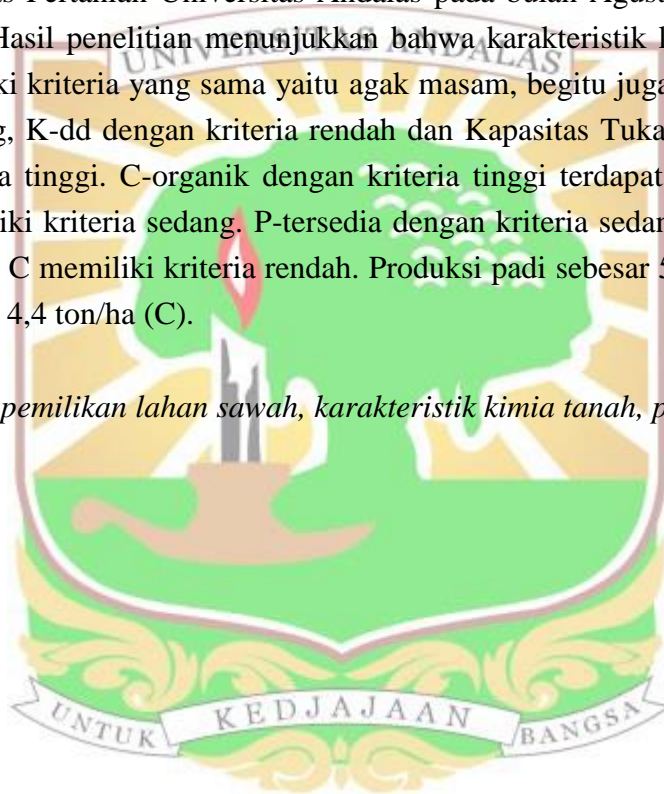 s Pertanian Universitas Andalas pada bulan Agust
Hasil penelitian menunjukkan bahwa karakteristik
UNIVERSITAS ANDALAS
ki kriteria yang sama yaitu agak masam, begitu juga
g, K-dd dengan kriteria rendah dan Kapasitas Tuka
a tinggi. C-organik dengan kriteria tinggi terdapat
iki kriteria sedang. P-tersedia dengan kriteria sedan
C memiliki kriteria rendah. Produksi padi sebesar 5
4,4 ton/ha (C).
pemilikan lahan sawah, karakteristik kimia tanah, p
UNTUK KEDJAJAAN BANGSA